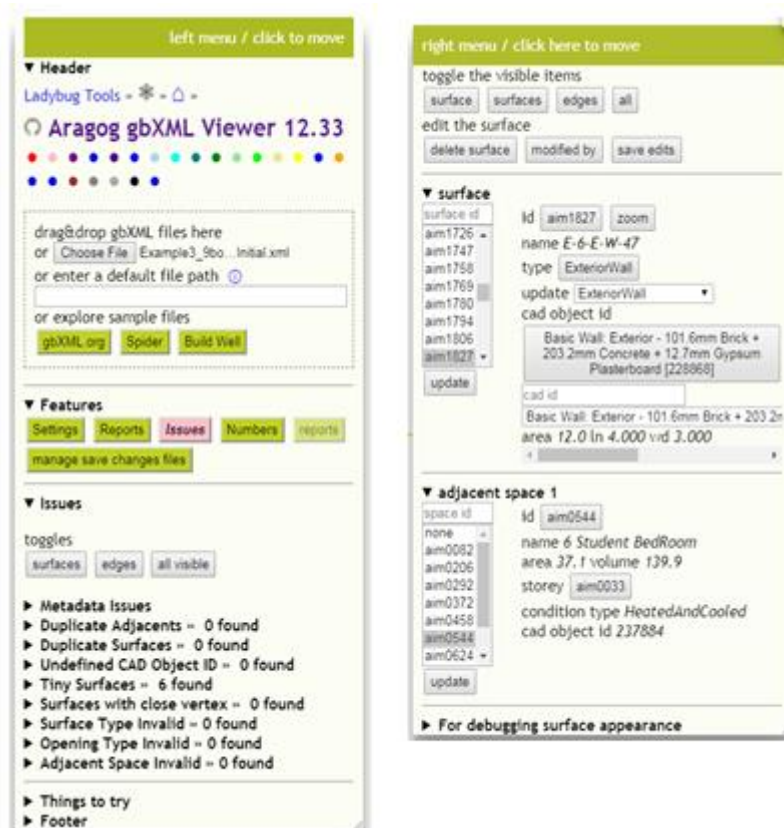 left menu / click to move
▼ Header
Ladybug Tools » ❄ » ⌂ »
Aragog gbXML Viewer 12.33
drag&drop gbXML files here
or Choose File Example3_9bo...Initial.xml
or enter a default file path ⓘ
or explore sample files
gbXML.org Spider Build Well
▼ Features
Settings Reports Issues Numbers reports
manage save changes files
▼ Issues
toggles
surfaces edges all visible
► Metadata Issues
► Duplicate Adjacents ~ 0 found
► Duplicate Surfaces ~ 0 found
► Undefined CAD Object ID ~ 0 found
► Tiny Surfaces ~ 6 found
► Surfaces with close vertex ~ 0 found
► Surface Type Invalid ~ 0 found
► Opening Type Invalid ~ 0 found
► Adjacent Space Invalid ~ 0 found
► Things to try
► Footer
right menu / click here to move
toggle the visible items
surface surfaces edges all
edit the surface
delete surface modified by save edits
▼ surface
surface id
aim1726
aim1747
aim1758
aim1769
aim1780
aim1794
aim1806
aim1827
update
id aim1827 zoom
name E-6-E-W-47
type ExteriorWall
update ExteriorWall
cad object id
Basic Wall: Exterior - 101.6mm Brick +
203.2mm Concrete + 12.7mm Gypsum
Plasterboard [228868]
cad id
Basic Wall: Exterior - 101.6mm Brick + 203.2m
area 12.0 ln 4.000 wd 3.000
▼ adjacent space 1
space id
none
aim0082
aim0206
aim0292
aim0372
aim0458
aim0544
aim0624
update
id aim0544
name 6 Student BedRoom
area 37.1 volume 139.9
storey aim0033
condition type HeatedAndCooled
cad object id 237884
► For debugging surface appearance